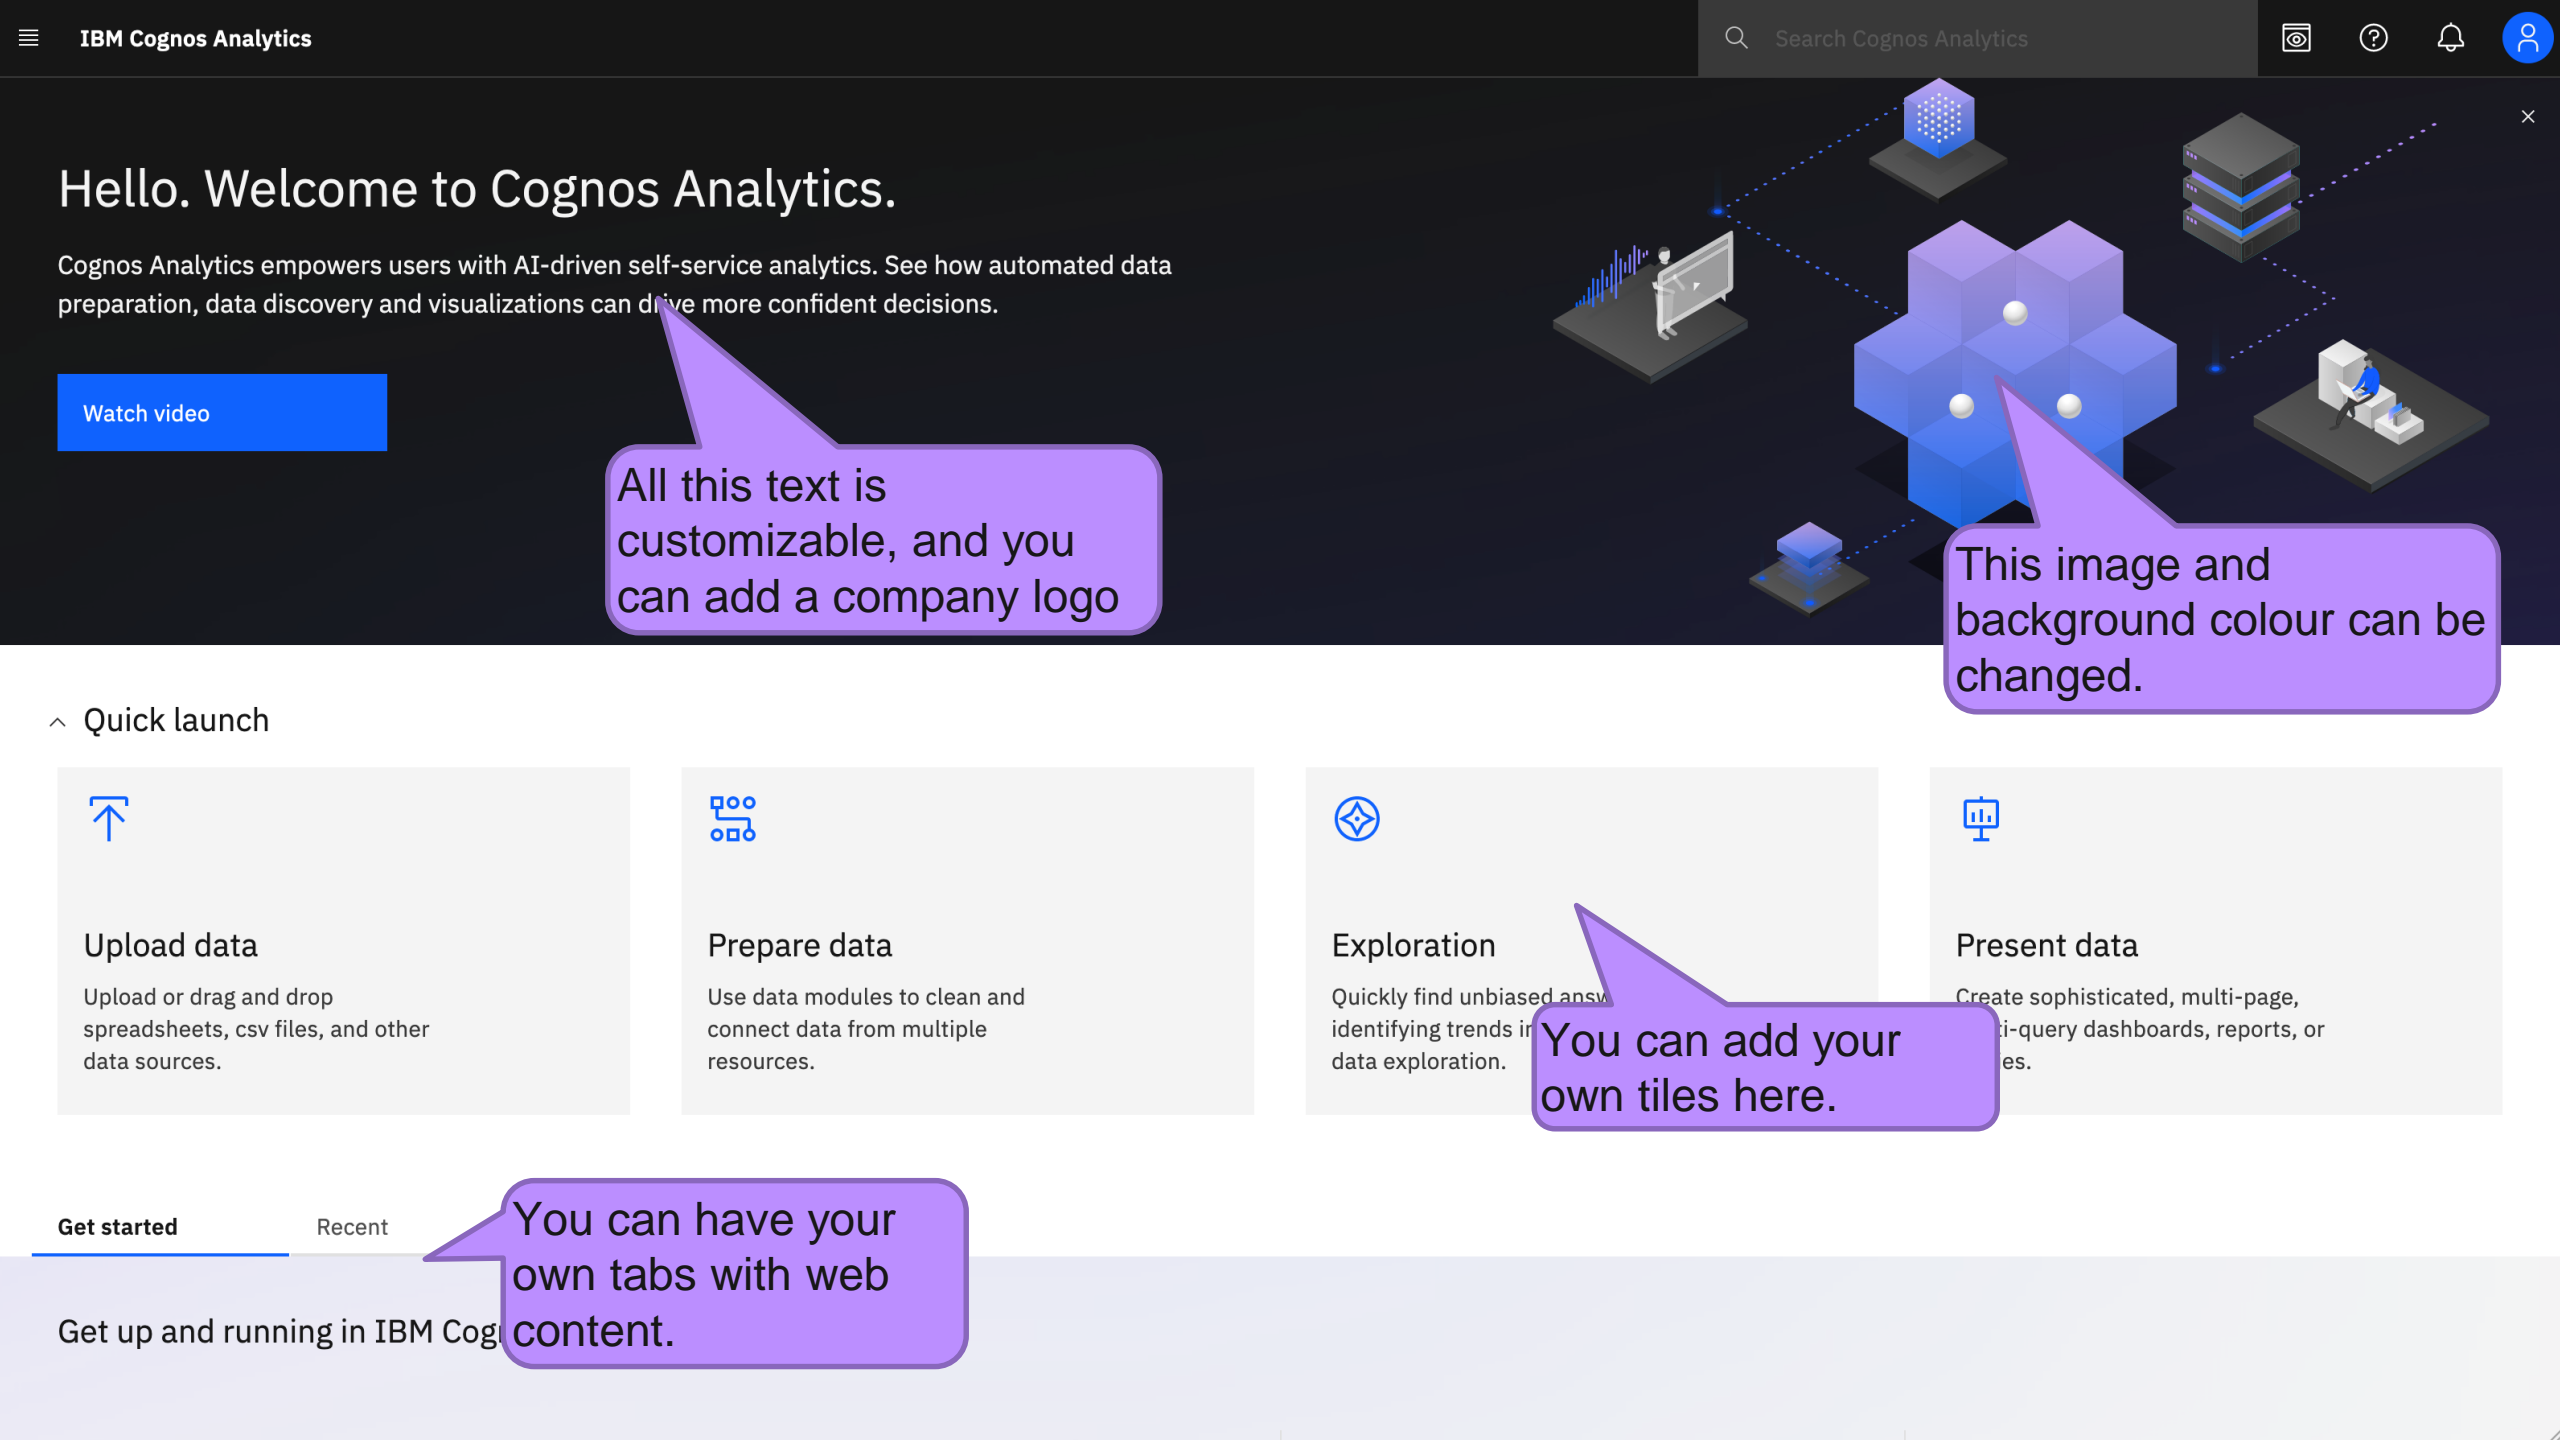 IBM Cognos Analytics
Search Cognos Analytics
Hello. Welcome to Cognos Analytics.
Cognos Analytics empowers users with AI-driven self-service analytics. See how automated data
preparation, data discovery and visualizations can drive more confident decisions.
Watch video
All this text is
customizable, and you
can add a company logo
This image and
background colour can be
changed.
Quick launch
Upload data
Upload or drag and drop
spreadsheets, csv files, and other
data sources.
Prepare data
Use data modules to clean and
connect data from multiple
resources.
Exploration
Quickly find unbiased
identifying trends
data exploration.
You can add your
own tiles here.
Present data
Create sophisticated, multi-page,
-query dashboards, reports, or
Get started
Recent
You can have your
own tabs with web
content.
Get up and running in IBM